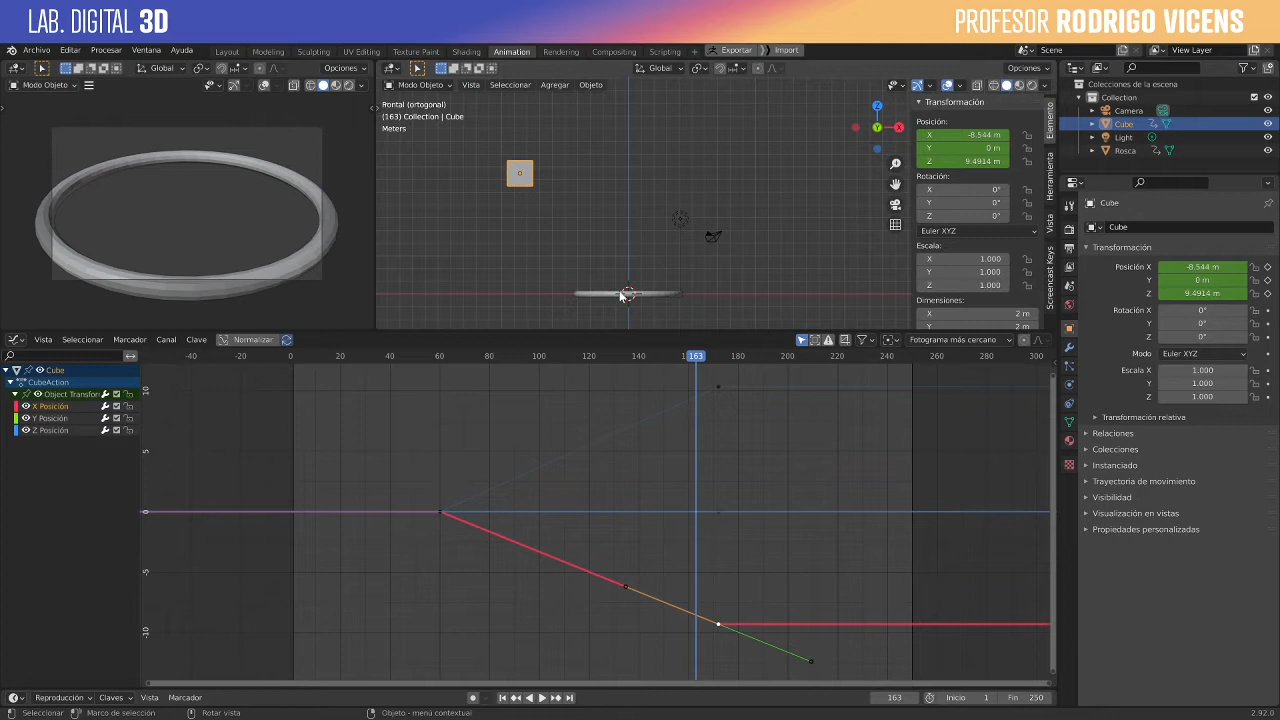 LAB. DIGITAL 3D
PROFESOR RODRIGO VICENS
Archivo Editar Procesar Ventana Ayuda
Layout Modeling Sculpting UV Editing Texture Paint Shading Animation Rendering Compositing Scripting + Exportar Import
Scene
View Layer
Global
Opciones
Global
Opciones
Modo Objeto
Modo Objeto Vista Seleccionar Agregar Objeto
Rontal (ortogonal)
(163) Collection | Cube
Meters
Z
Y
X
Transformación
Posición:
X -8.544 m
Y 0 m
Z 9.4914 m
Rotación:
X 0°
Y 0°
Z 0°
Euler XYZ
Escala:
X 1.000
Y 1.000
Z 1.000
Dimensiones:
X 2 m
Y 2 m
Elemento
Herramienta
Vista
Screencast Keys
Colecciones de la escena
Collection
Camera
Cube
Light
Rosca
Cube
Cube
Transformación
Posición X -8.544 m
Y 0 m
Z 9.4914 m
Rotación X 0°
Y 0°
Z 0°
Modo Euler XYZ
Escala X 1.000
Y 1.000
Z 1.000
Transformación relativa
Relaciones
Colecciones
Instanciado
Trayectoria de movimiento
Visibilidad
Visualización en vistas
Propiedades personalizadas
Vista Seleccionar Marcador Canal Clave Normalizar
Fotograma más cercano
-40 -20 0 20 40 60 80 100 120 140 163 180 200 220 240 260 280 300
Cube
CubeAction
Object Transfor
X Posición
Y Posición
Z Posición
10
5
0
-5
-10
Reproducción Claves Vista Marcador
163
Inicio 1
Fin 250
Seleccionar
Marco de selección
Rotar vista
Objeto - menú contextual
2.92.0